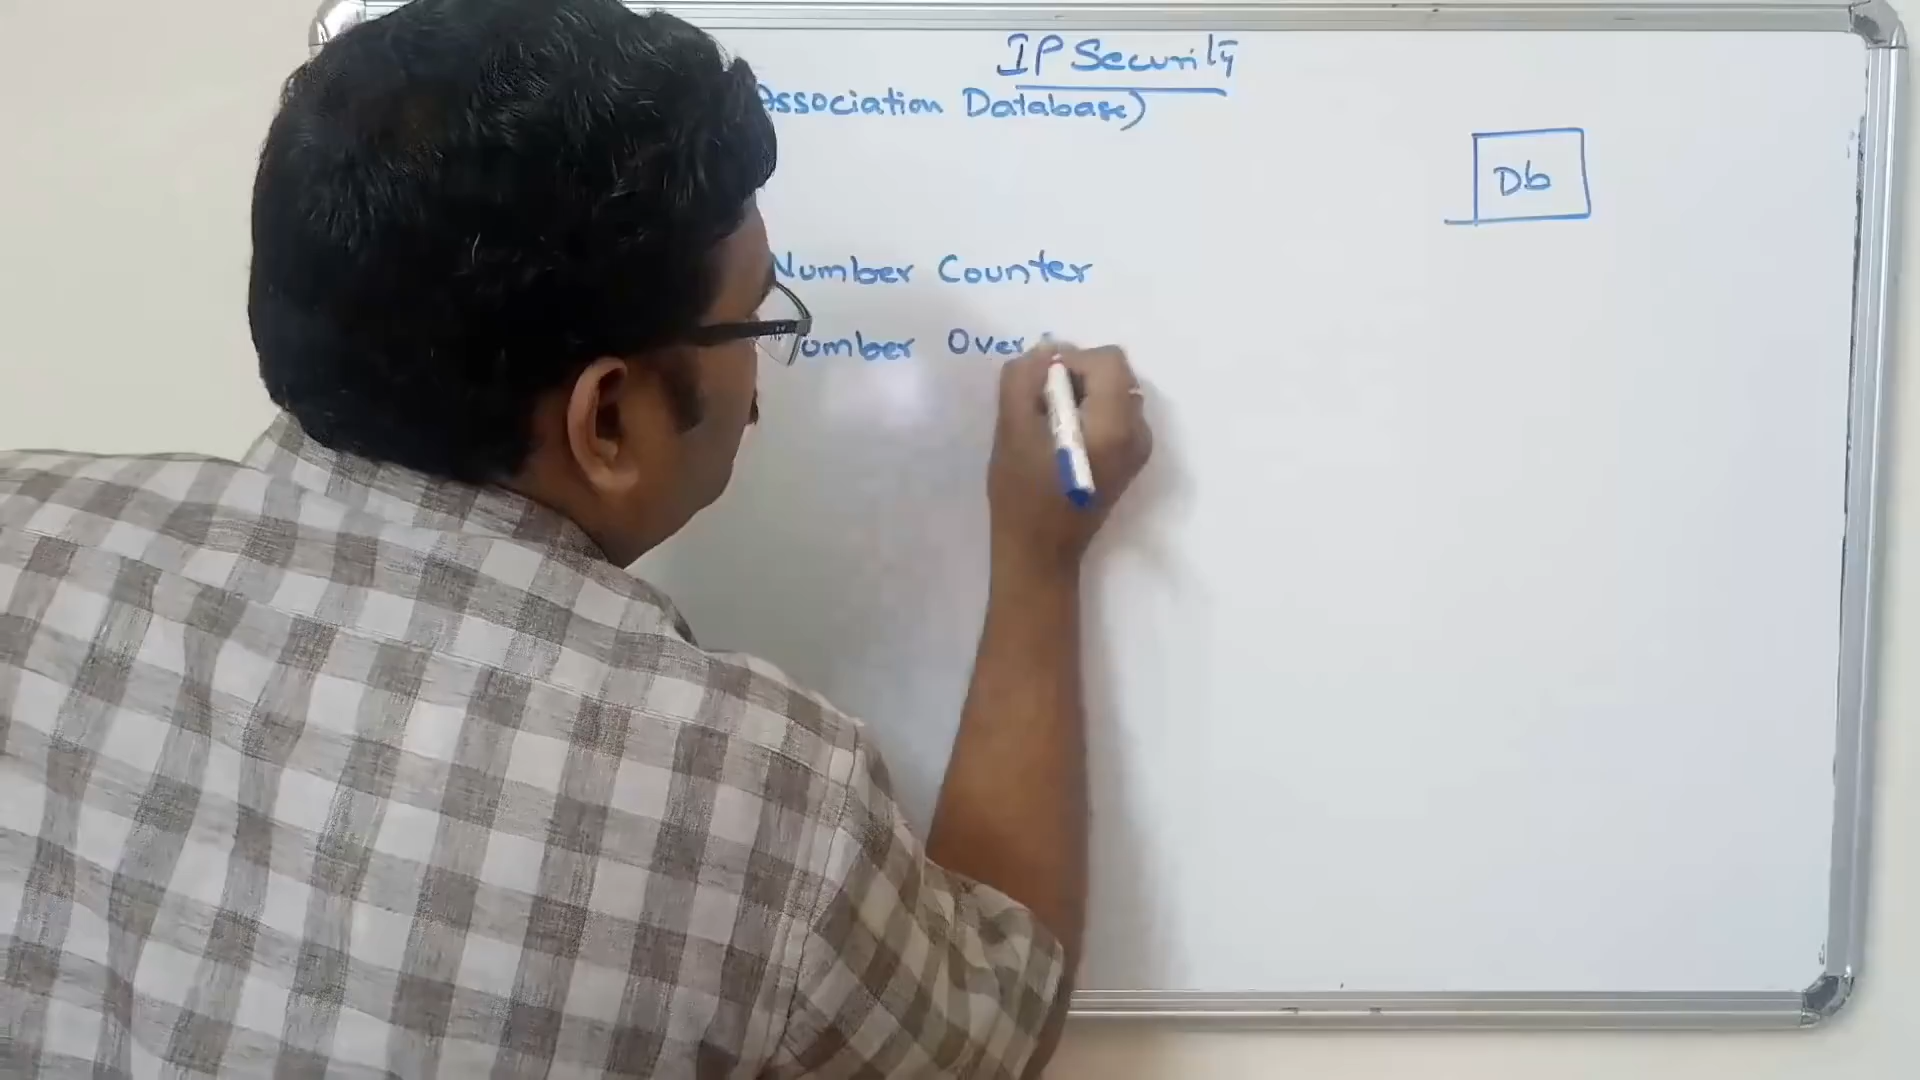 IP Security
Association Database)
Db
Number Counter
Number Over